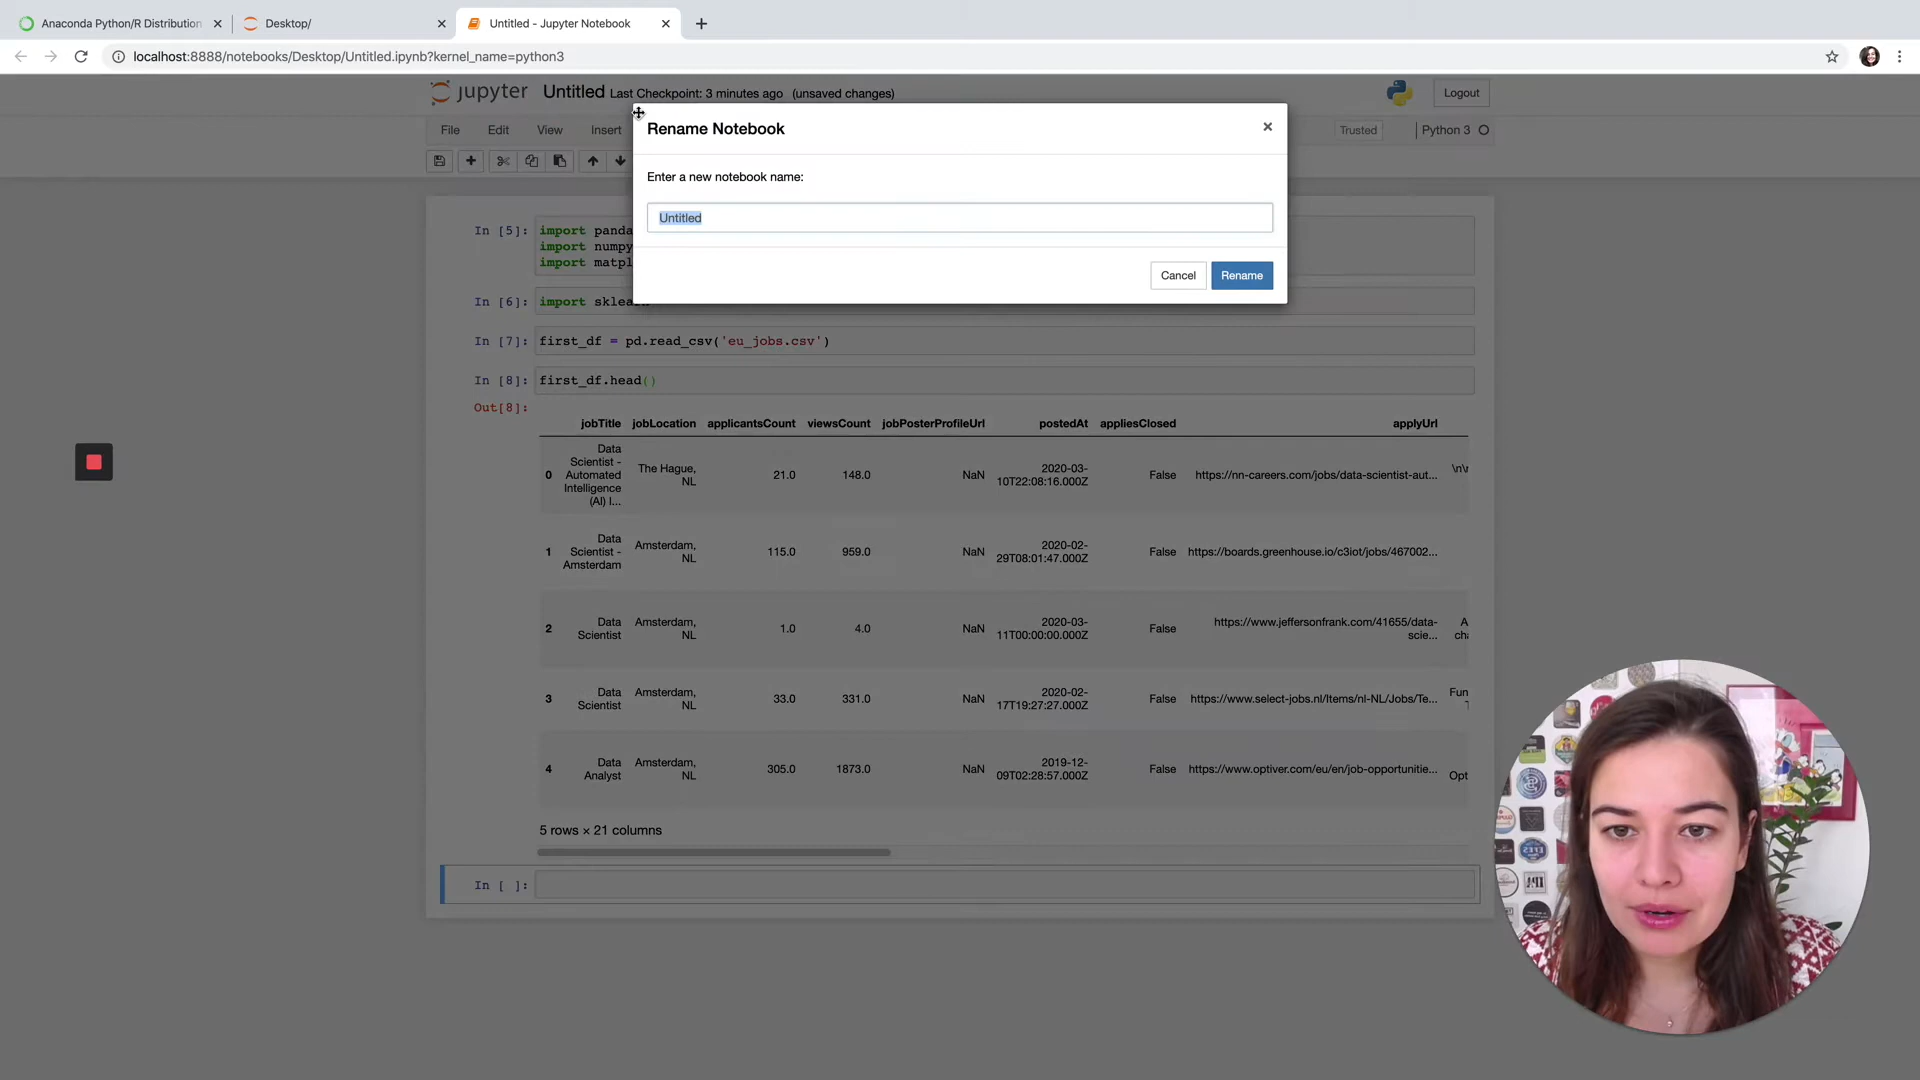 Anaconda Python/R Distribution
Desktop/
Untitled - Jupyter Notebook
localhost:8888/notebooks/Desktop/Untitled.ipynb?kernel_name=python3
jupyter Untitled Last Checkpoint: 3 minutes ago (unsaved changes)
Logout
File Edit View Insert
Trusted
Python 3
Rename Notebook
Enter a new notebook name:
Untitled
Cancel Rename
In [5]: import panda
import numpy
import matpl
In [6]: import sklea
In [7]: first_df = pd.read_csv('eu_jobs.csv')
In [8]: first_df.head()
Out[8]:
jobTitle jobLocation applicantsCount viewsCount jobPosterProfileUrl postedAt appliesClosed applyUrl
0 Data Scientist - Automated Intelligence (AI) I... The Hague, NL 21.0 148.0 NaN 2020-03-10T22:08:16.000Z False https://nn-careers.com/jobs/data-scientist-aut... \n\r
1 Data Scientist - Amsterdam Amsterdam, NL 115.0 959.0 NaN 2020-02-29T08:01:47.000Z False https://boards.greenhouse.io/c3iot/jobs/467002...
2 Data Scientist Amsterdam, NL 1.0 4.0 NaN 2020-03-11T00:00:00.000Z False https://www.jeffersonfrank.com/41655/data-scie... A cha
3 Data Scientist Amsterdam, NL 33.0 331.0 NaN 2020-02-17T19:27:27.000Z False https://www.select-jobs.nl/Items/nl-NL/Jobs/Te... Fun
4 Data Analyst Amsterdam, NL 305.0 1873.0 NaN 2019-12-09T02:28:57.000Z False https://www.optiver.com/eu/en/job-opportunitie... Opt
5 rows × 21 columns
In [ ]: